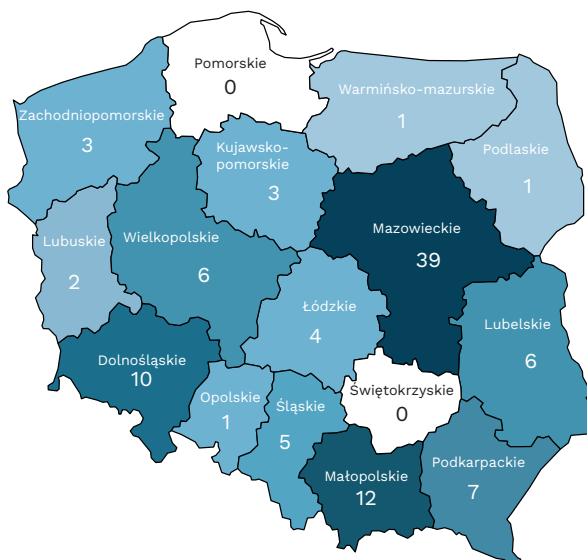 Pomorskie
0
Warmińsko-mazurskie
1
Zachodniopomorskie
3
Kujawsko-
pomorskie
3
Podlaskie
1
Mazowieckie
39
Wielkopolskie
6
Lubuskie
2
Łódzkie
4
Lubelskie
6
Dolnośląskie
10
Opolskie
1
Śląskie
5
Świętokrzyskie
0
Małopolskie
12
Podkarpackie
7